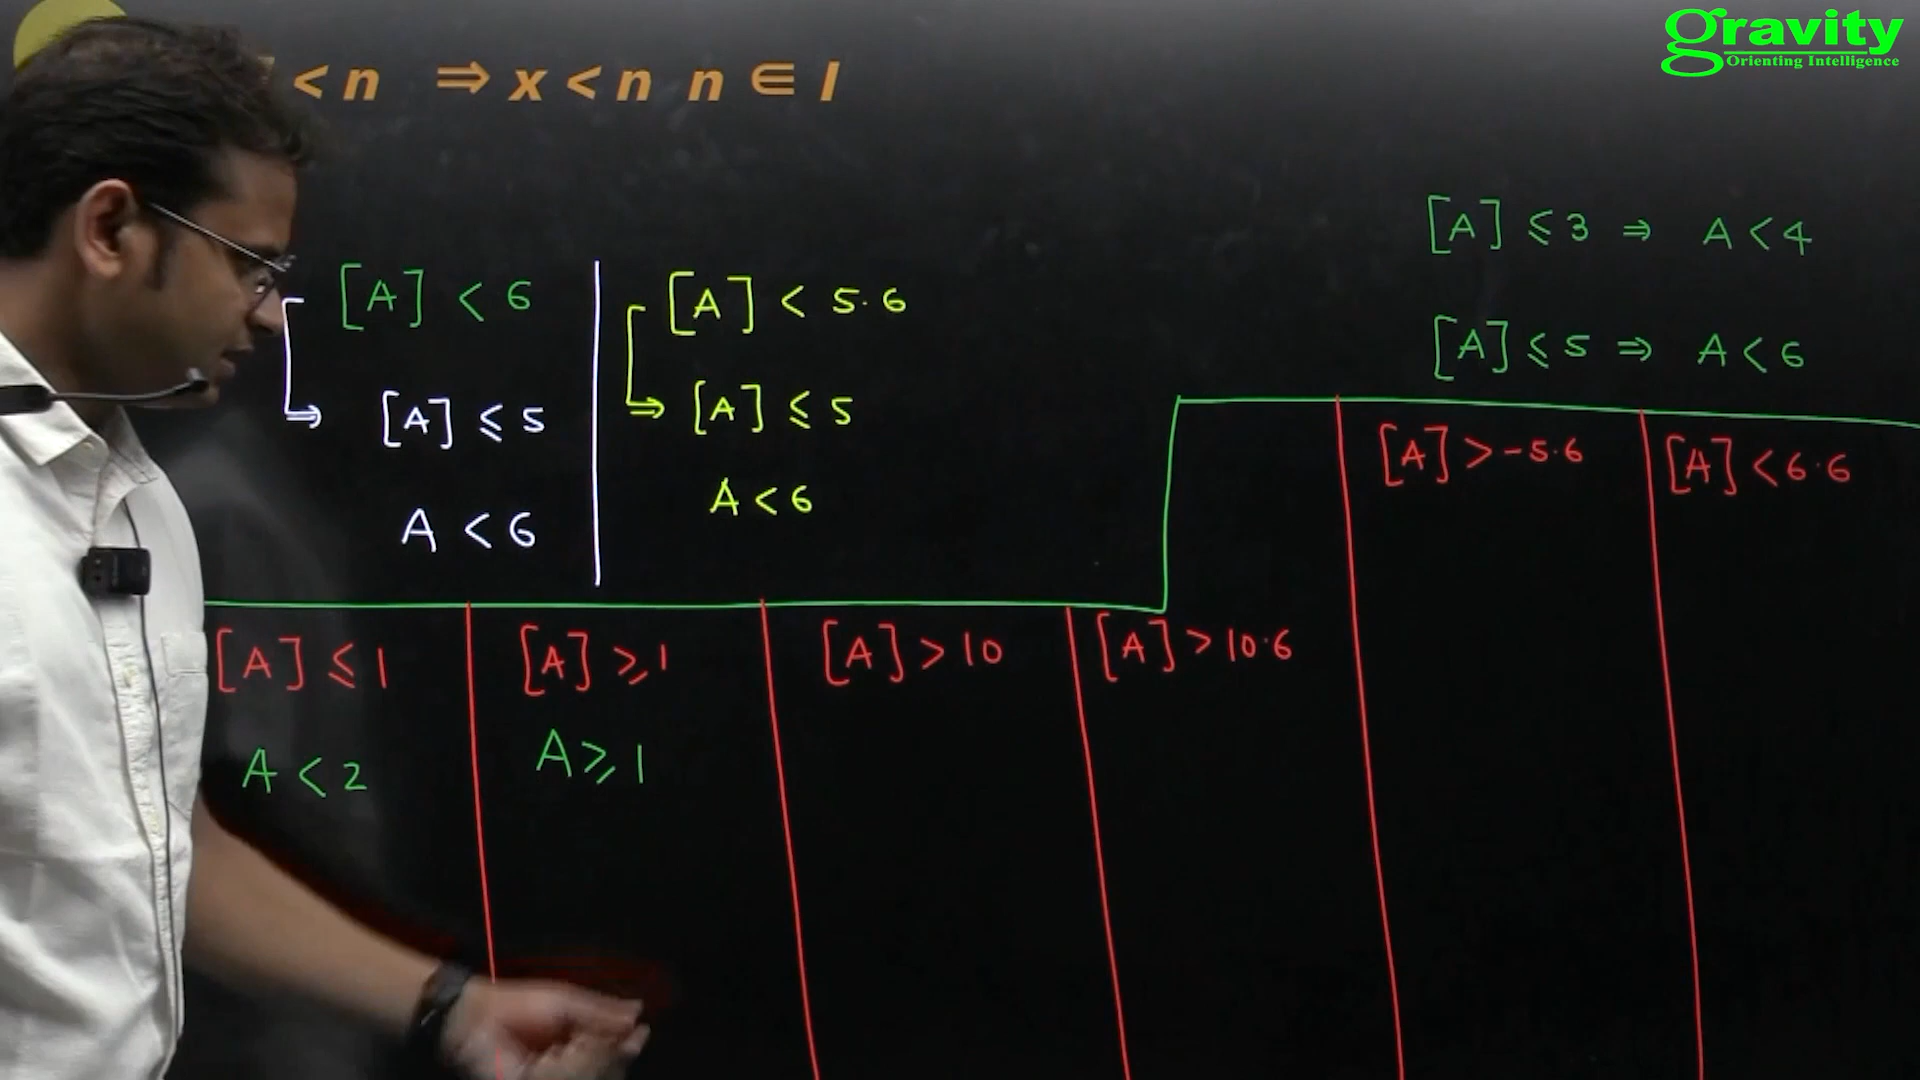 gravity
Orienting Intelligence
< n ⇒ x < n n ∈ I
[A] ≤ 3 ⇒ A < 4
[A] ≤ 5 ⇒ A < 6
[A] < 6
⇒ [A] ≤ 5
A < 6
[A] < 5.6
⇒ [A] ≤ 5
A < 6
[A] ≤ 1
A < 2
[A] ≥ 1
A ≥ 1
[A] > 10
[A] > 10.6
[A] > -5.6
[A] < 6.6